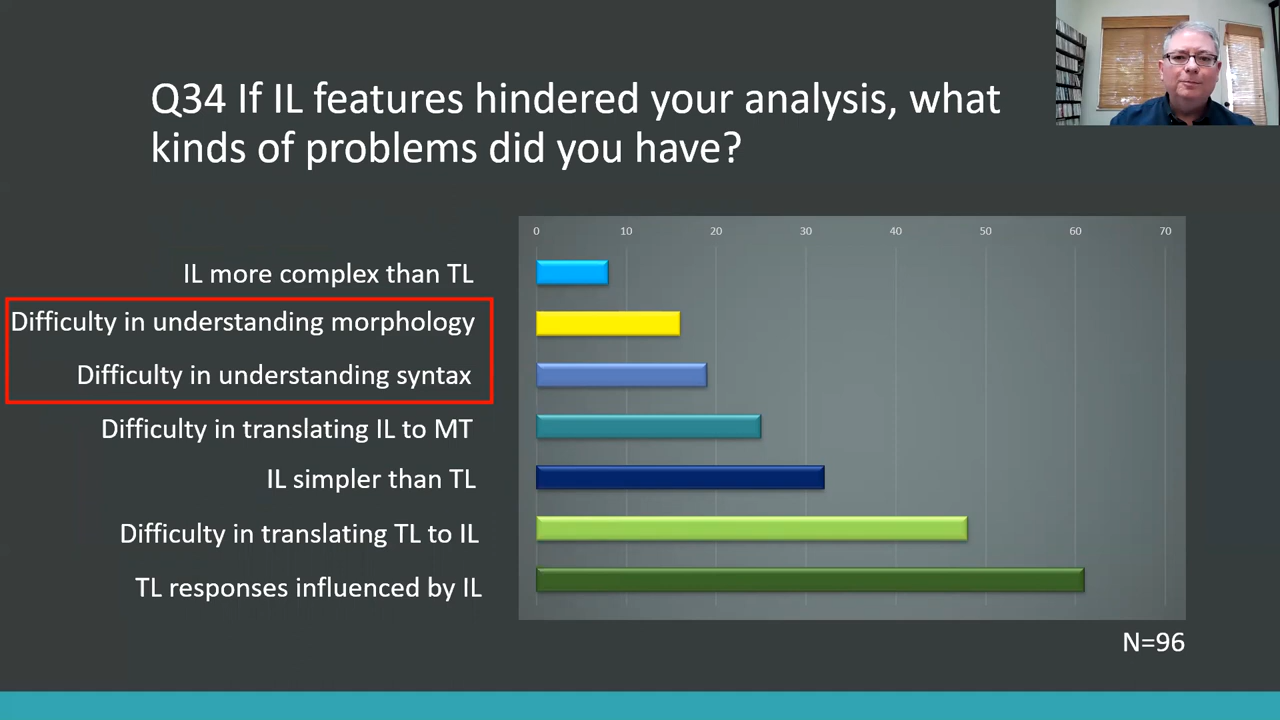 Q34 If IL features hindered your analysis, what
kinds of problems did you have?
0 10 20 30 40 50 60 70
IL more complex than TL
Difficulty in understanding morphology
Difficulty in understanding syntax
Difficulty in translating IL to MT
IL simpler than TL
Difficulty in translating TL to IL
TL responses influenced by IL
N=96